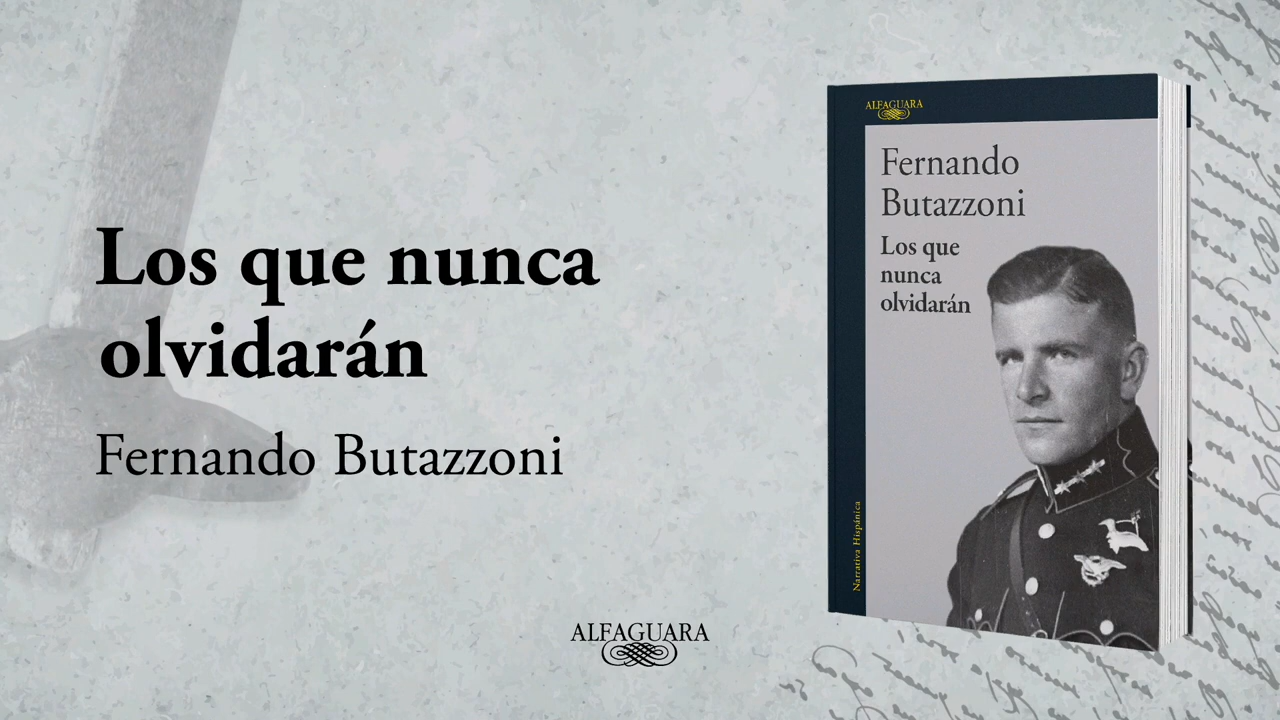 Los que nunca
olvidarán
Fernando Butazzoni
ALFAGUARA
ALFAGUARA
Fernando
Butazzoni
Los que
nunca
olvidarán
Narrativa Hispánica